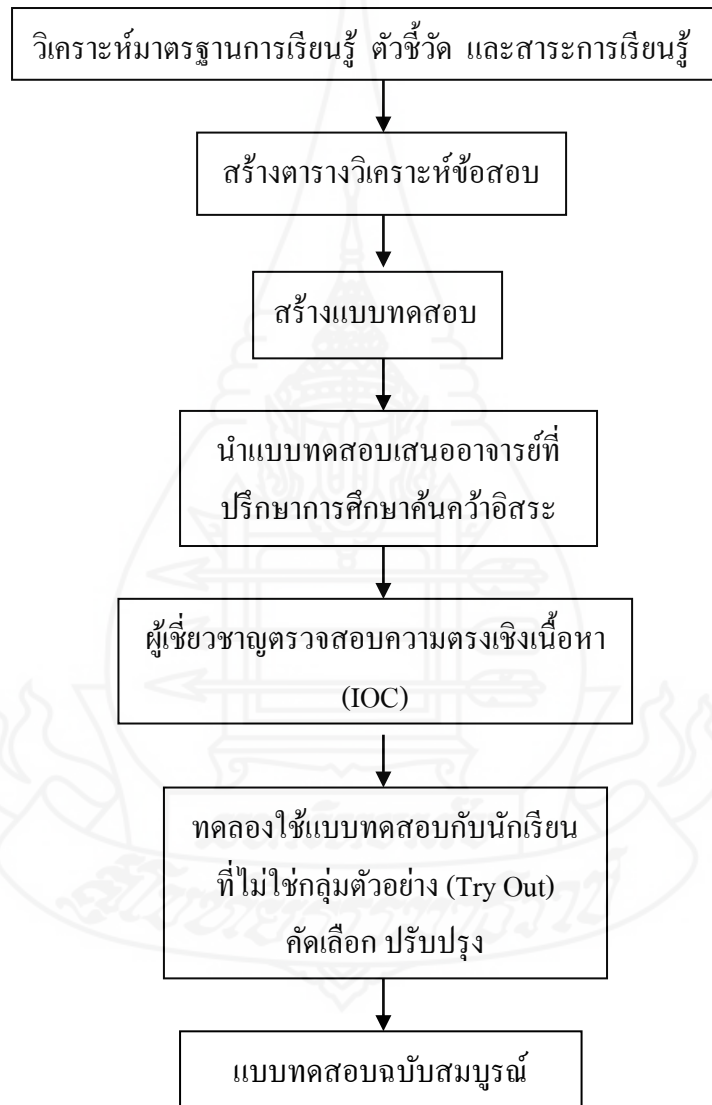 วิเคราะห์มาตรฐานการเรียนรู้ ตัวชี้วัด และสาระการเรียนรู้
สร้างตารางวิเคราะห์ข้อสอบ
สร้างแบบทดสอบ
นำแบบทดสอบเสนออาจารย์ที่
ปรึกษาการศึกษาค้นคว้าอิสระ
ผู้เชี่ยวชาญตรวจสอบความตรงเชิงเนื้อหา
(IOC)
ทดลองใช้แบบทดสอบกับนักเรียน
ที่ไม่ใช่กลุ่มตัวอย่าง (Try Out)
คัดเลือก ปรับปรุง
แบบทดสอบฉบับสมบูรณ์